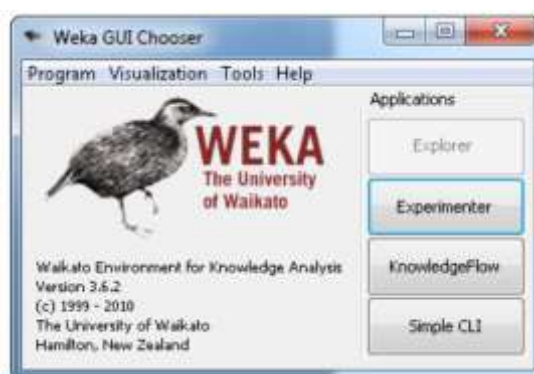 Weka GUI Chooser
Program Visualization Tools Help
WEKA
The University
of Waikato
Waikato Environment for Knowledge Analysis
Version 3.6.2
(c) 1999 - 2010
The University of Waikato
Hamilton, New Zealand
Applications
Explorer
Experimenter
KnowledgeFlow
Simple CLI